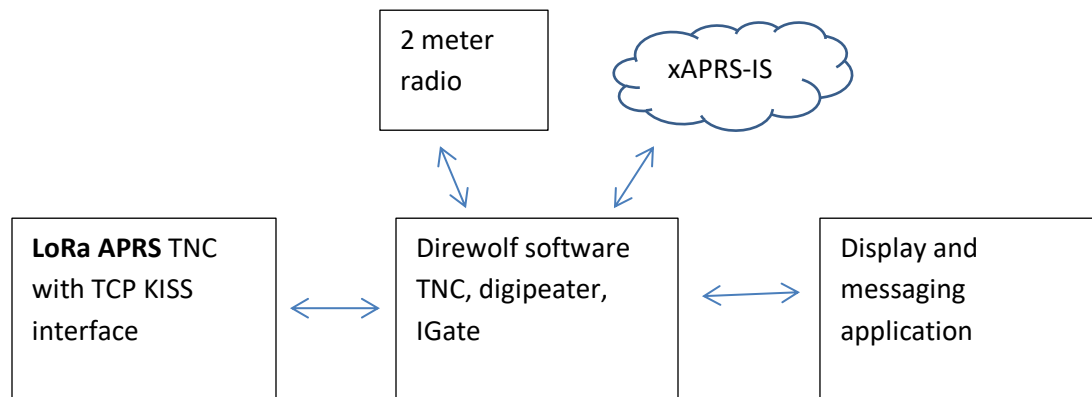 2 meter
radio
xAPRS-IS
LoRa APRS TNC
with TCP KISS
interface
Direwolf software
TNC, digipeater,
IGate
Display and
messaging
application